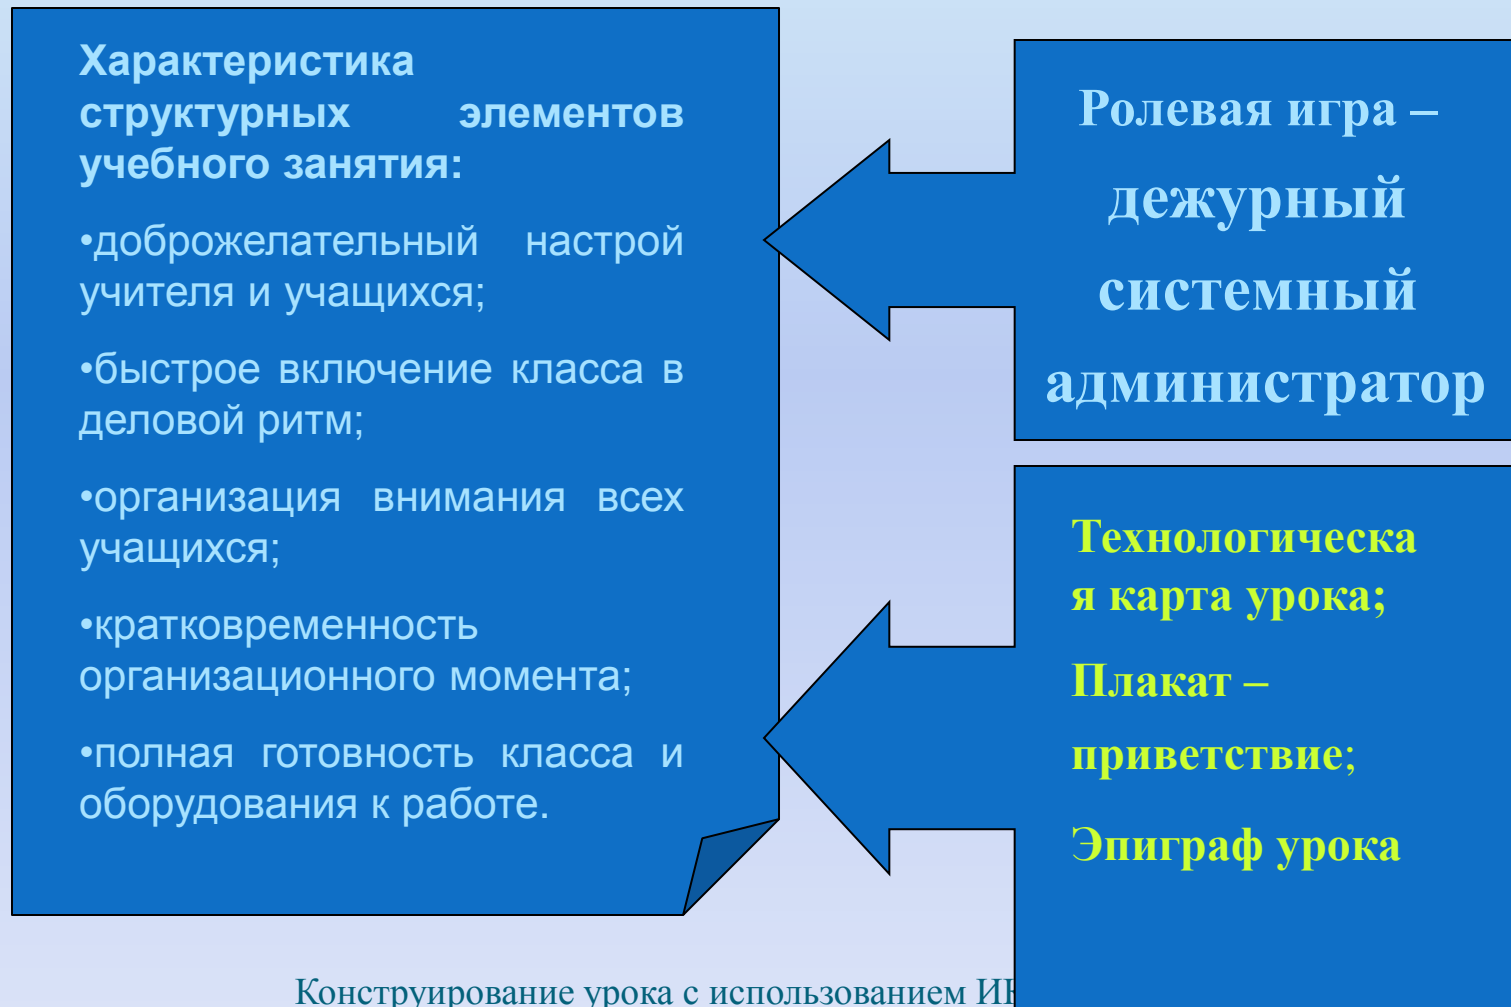 Характеристика
структурных элементов
учебного занятия:
•доброжелательный настрой
учителя и учащихся;
•быстрое включение класса в
деловой ритм;
•организация внимания всех
учащихся;
•кратковременность
организационного момента;
•полная готовность класса и
оборудования к работе.
Ролевая игра –
дежурный
системный
администратор
Технологическа
я карта урока;
Плакат –
приветствие;
Эпиграф урока
Конструирование урока с использованием